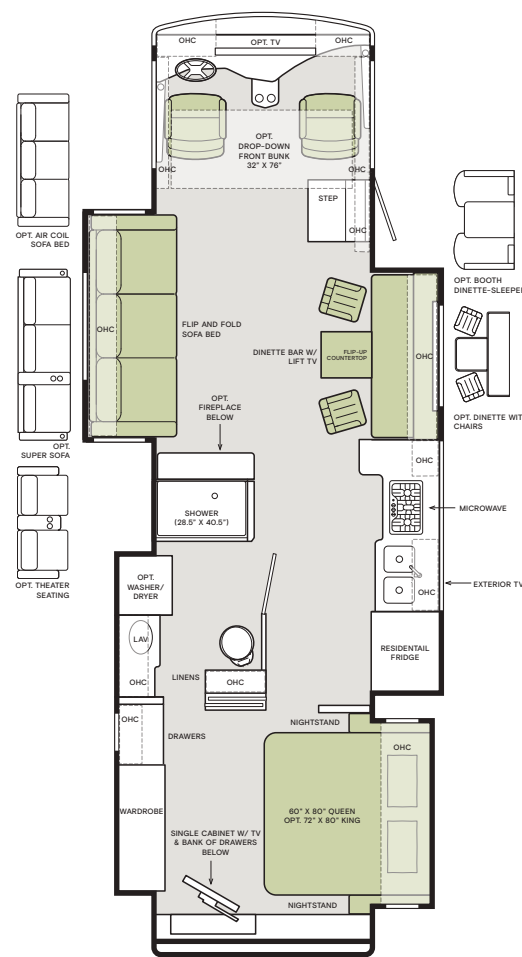 OHC
OPT. TV
OHC
OPT.
DROP-DOWN
FRONT BUNK
32" X 76"
OHC
OHC
STEP
OHC
OPT. AIR COIL
SOFA BED
OPT. BOOTH
DINETTE-SLEEPER
OHC
FLIP AND FOLD
SOFA BED
DINETTE BAR W/
LIFT TV
FLIP-UP
COUNTERTOP
OHC
OPT. DINETTE WIT
CHAIRS
OPT.
SUPER SOFA
OPT.
FIREPLACE
BELOW
OHC
SHOWER
(28.5" X 40.5")
MICROWAVE
OPT. THEATER
SEATING
OPT.
WASHER/
DRYER
EXTERIOR TV
OHC
LAV
RESIDENTAIL
FRIDGE
LINENS
OHC
OHC
OHC
DRAWERS
NIGHTSTAND
OHC
WARDROBE
60" X 80" QUEEN
OPT. 72" X 80" KING
SINGLE CABINET W/ TV
& BANK OF DRAWERS
BELOW
NIGHTSTAND